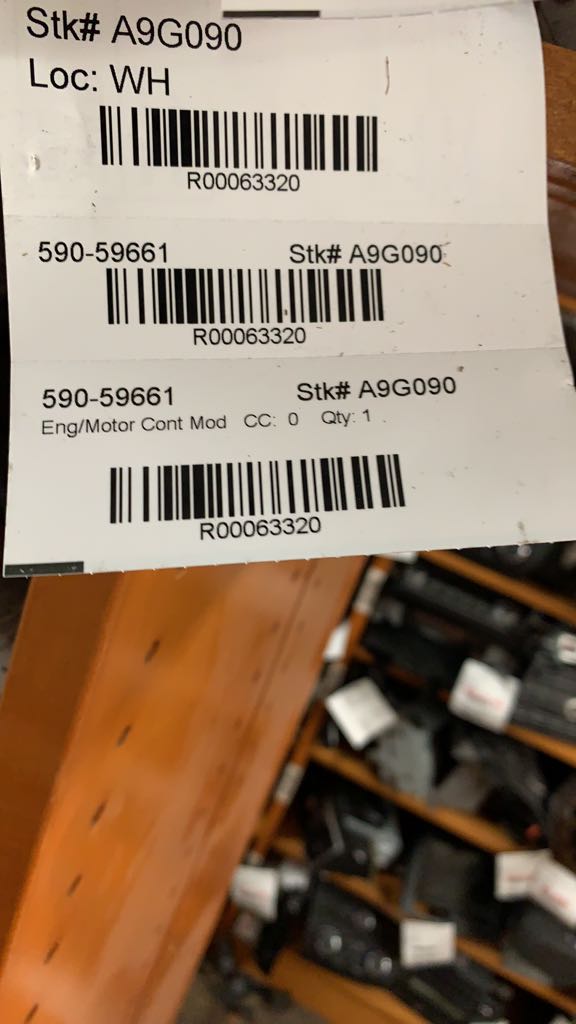 Stk# A9G090
Loc: WH
R00063320
590-59661 Stk# A9G090
R00063320
590-59661 Stk# A9G090
Eng/Motor Cont Mod CC: 0 Qty: 1
R00063320